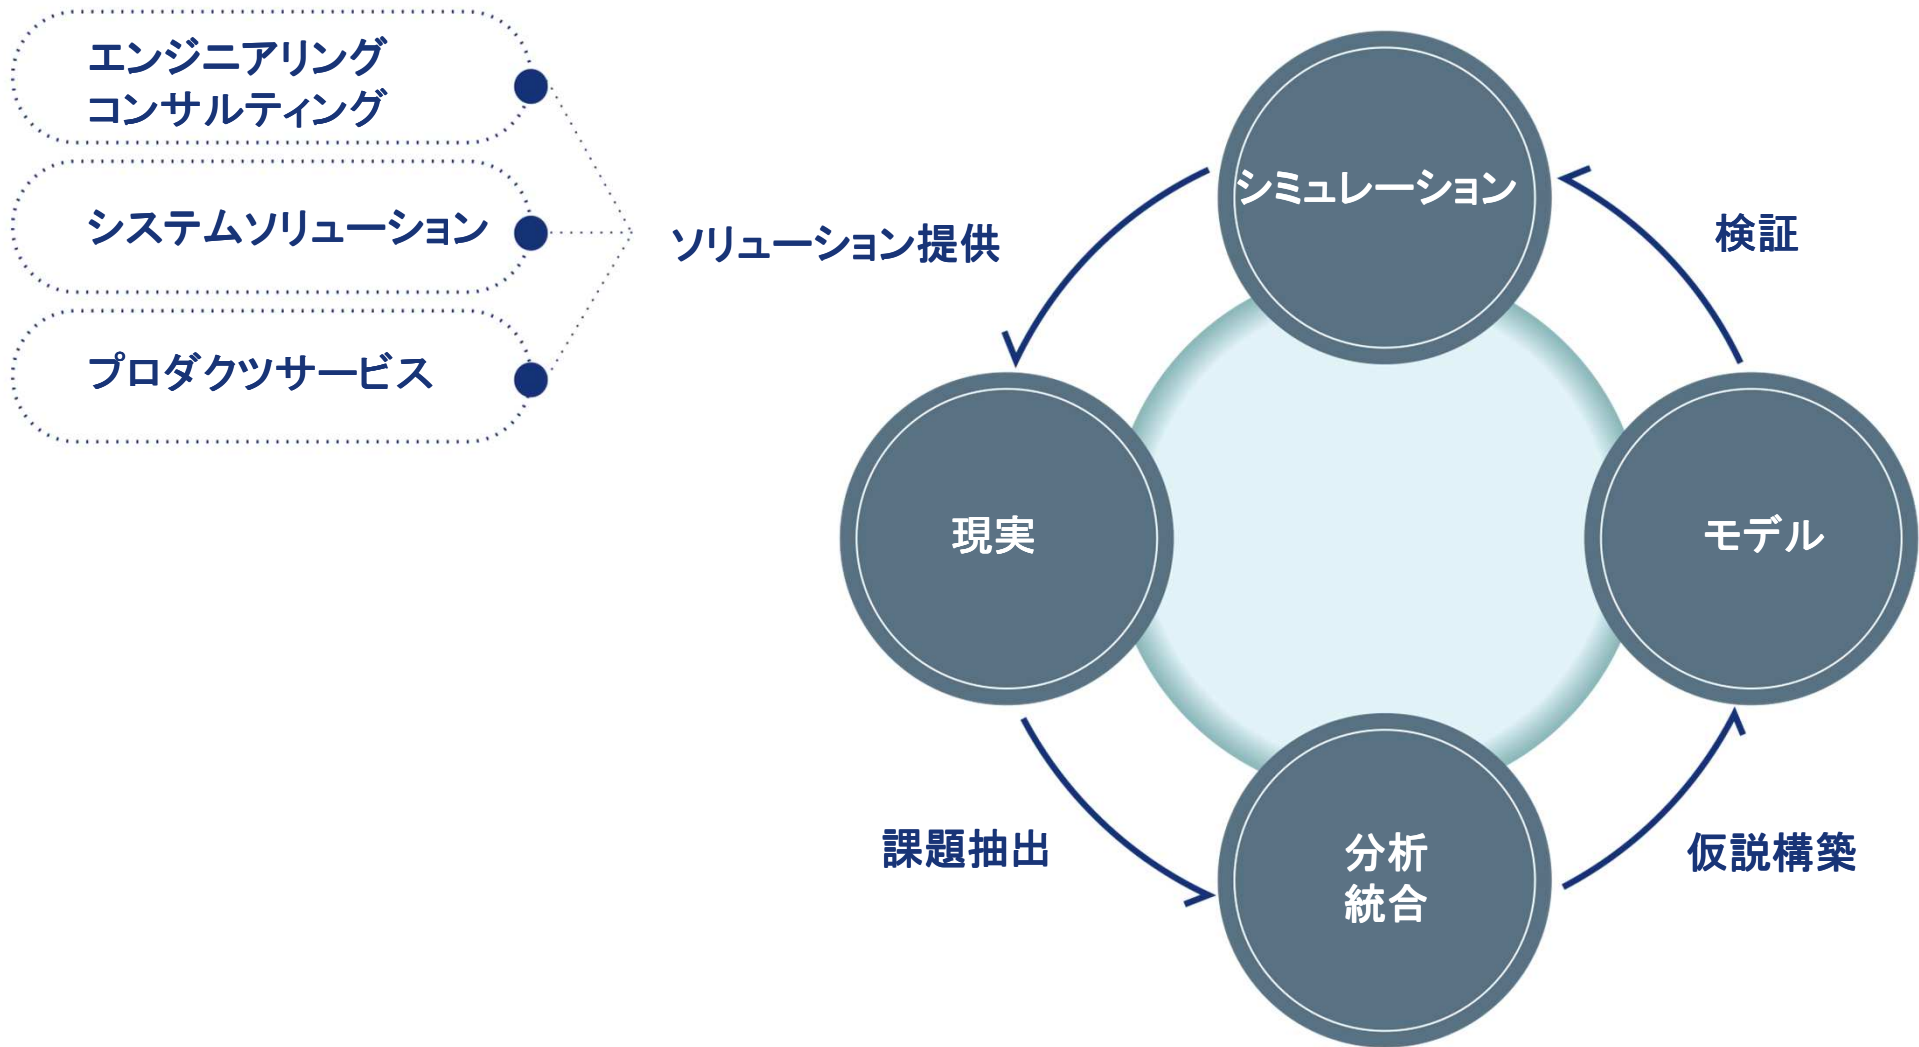 エンジニアリング
コンサルティング
システムソリューション
プロダクツサービス
ソリューション提供
シミュレーション
検証
現実
モデル
課題抽出
分析
統合
仮説構築